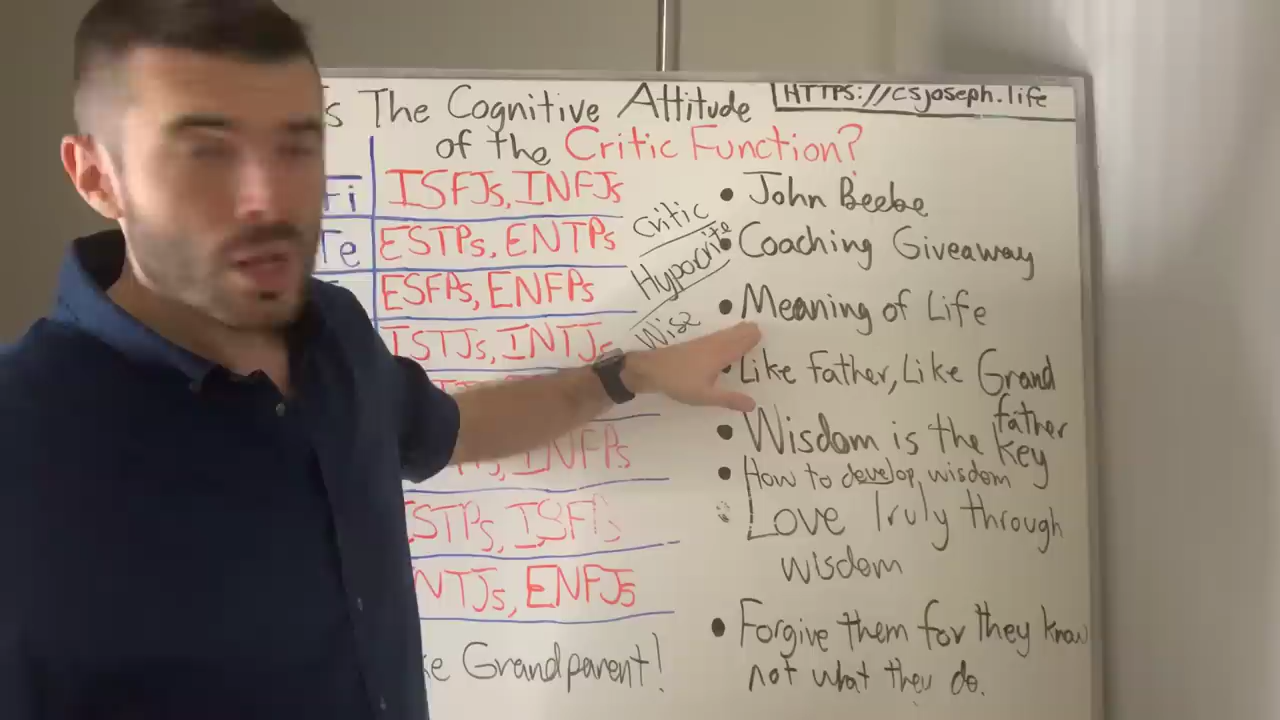 s The Cognitive Attitude
of the Critic Function?
HTTPS://csjoseph.life
Fi ISFJs, INFJs
Te ESTPs, ENTPs
ESFPs, ENFPs
ISTJs, INTJs
INFPs
ISTPs, ISFPs
NTJs, ENFJs
ke Grandparent!
Critic
Hypocrite
Wise
• John Beebe
• Coaching Giveaway
• Meaning of Life
• Like father, Like Grand
father
• Wisdom is the Key
• How to develop wisdom
• Love Truly through
wisdom
• Forgive them for they know
not what they do.